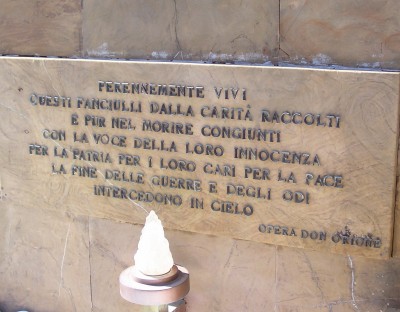 PERENNEMENTE VIVI
QUESTI FANCIULLI DALLA CARITÀ RACCOLTI
E PUR NEL MORIRE CONGIUNTI
CON LA VOCE DELLA LORO INNOCENZA
PER LA PATRIA PER I LORO CARI PER LA PACE
LA FINE DELLE GUERRE E DEGLI ODI
INTERCEDONO IN CIELO
OPERA DON ORIONE